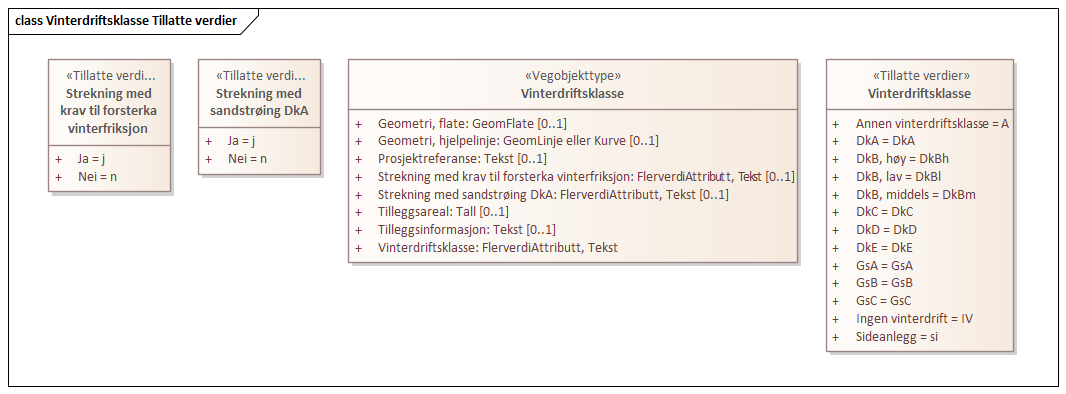 class Vinterdriftsklasse Tillatte verdier
«Tillatte verdi...
Strekning med
krav til forsterka
vinterfriksjon
+ Ja = j
+ Nei = n
«Tillatte verdi...
Strekning med
sandstrøing DkA
+ Ja = j
+ Nei = n
«Vegobjekttype»
Vinterdriftsklasse
+ Geometri, flate: GeomFlate [0..1]
+ Geometri, hjelpelinje: GeomLinje eller Kurve [0..1]
+ Prosjektreferanse: Tekst [0..1]
+ Strekning med krav til forsterka vinterfriksjon: FlerverdiAttributt, Tekst [0..1]
+ Strekning med sandstrøing DkA: FlerverdiAttributt, Tekst [0..1]
+ Tilleggsareal: Tall [0..1]
+ Tilleggsinformasjon: Tekst [0..1]
+ Vinterdriftsklasse: FlerverdiAttributt, Tekst
«Tillatte verdier»
Vinterdriftsklasse
+ Annen vinterdriftsklasse = A
+ DkA = DkA
+ DkB, høy = DkBh
+ DkB, lav = DkBl
+ DkB, middels = DkBm
+ DkC = DkC
+ DkD = DkD
+ DkE = DkE
+ GsA = GsA
+ GsB = GsB
+ GsC = GsC
+ Ingen vinterdrift = IV
+ Sideanlegg = si